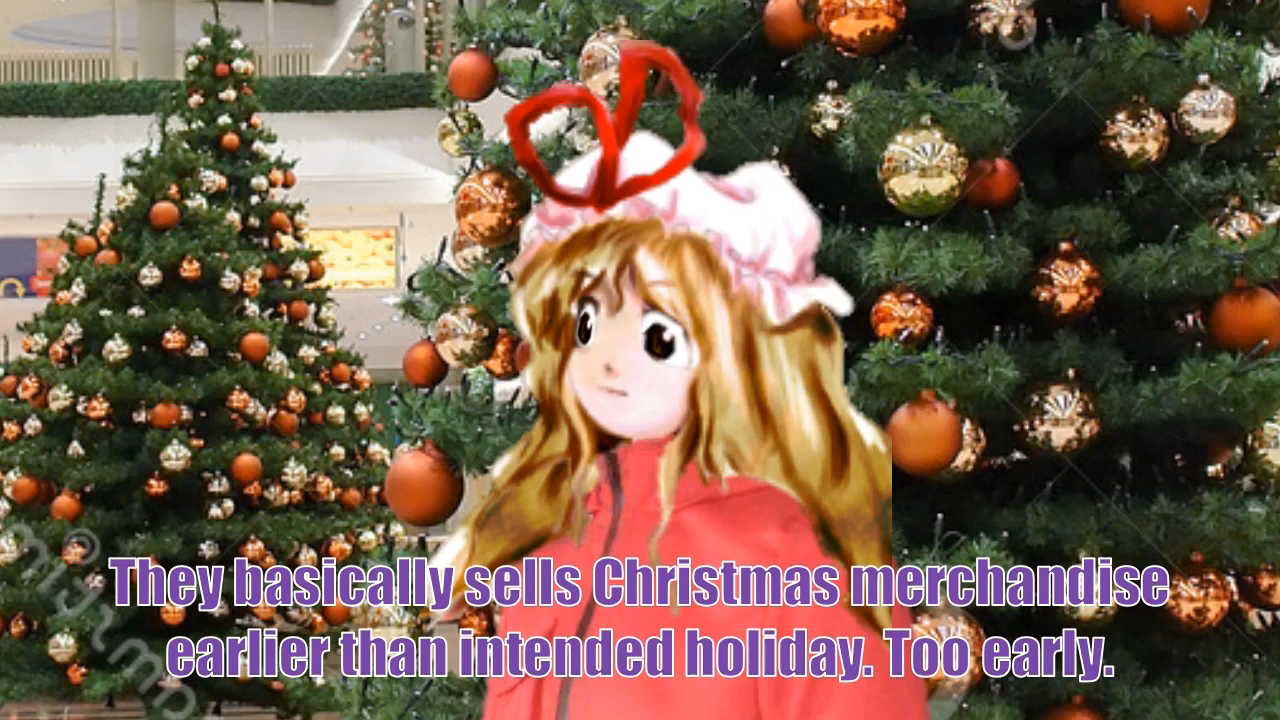 They basically sells Christmas merchandise
earlier than intended holiday. Too early.